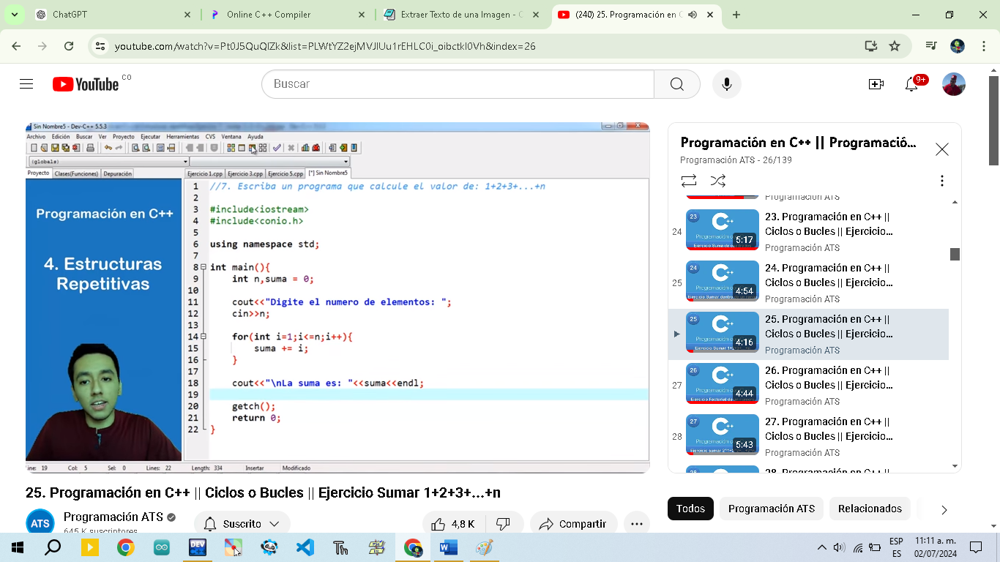 ChatGPT
Online C++ Compiler
Extraer Texto de una Imagen - C
(240) 25. Programación en C
youtube.com/watch?v=Pt0J5QuQlZk&list=PLWtYZ2ejMVJlUu1rEHLC0i_oibctkl0Vh&index=26
YouTube CO
Buscar
9+
Sin Nombre5 - Dev-C++ 5.5.3
Archivo Edición Buscar Ver Proyecto Ejecutar Herramientas CVS Ventana Ayuda
(globals)
Proyecto Clases(Funciones) Depuración
Ejercicio 1.cpp Ejercicio 3.cpp Ejercicio 5.cpp [*] Sin Nombre5
Programación en C++
4. Estructuras
Repetitivas
1 //7. Escriba un programa que calcule el valor de: 1+2+3+...+n
2
3 #include<iostream>
4 #include<conio.h>
5
6 using namespace std;
7
8 int main(){
9 int n,suma = 0;
10
11 cout<<"Digite el numero de elementos: ";
12 cin>>n;
13
14 for(int i=1;i<=n;i++){
15 suma += i;
16 }
17
18 cout<<"\nLa suma es: "<<suma<<endl;
19
20 getch();
21 return 0;
22 }
ine: 19 Col: 5 Sel: 0 Lines: 22 Length: 334 Insertar Modificado
25. Programación en C++ || Ciclos o Bucles || Ejercicio Sumar 1+2+3+...+n
ATS
Programación ATS
645 K suscriptores
Suscrito
4,8 K
Compartir
Programación en C++ || Programació...
Programación ATS - 26/139
Programación ATS
24
23
C++
5:17
23. Programación en C++ ||
Ciclos o Bucles || Ejercicio...
Programación ATS
25
24
C++
4:54
24. Programación en C++ ||
Ciclos o Bucles || Ejercicio...
Programación ATS
25
C++
4:16
25. Programación en C++ ||
Ciclos o Bucles || Ejercicio...
Programación ATS
27
26
C++
4:44
26. Programación en C++ ||
Ciclos o Bucles || Ejercicio...
Programación ATS
28
27
C++
5:43
27. Programación en C++ ||
Ciclos o Bucles || Ejercicio...
Programación ATS
28. Programación en C++ ||
Todos
Programación ATS
Relacionados
DEV
ESP
ES
11:11 a. m.
02/07/2024